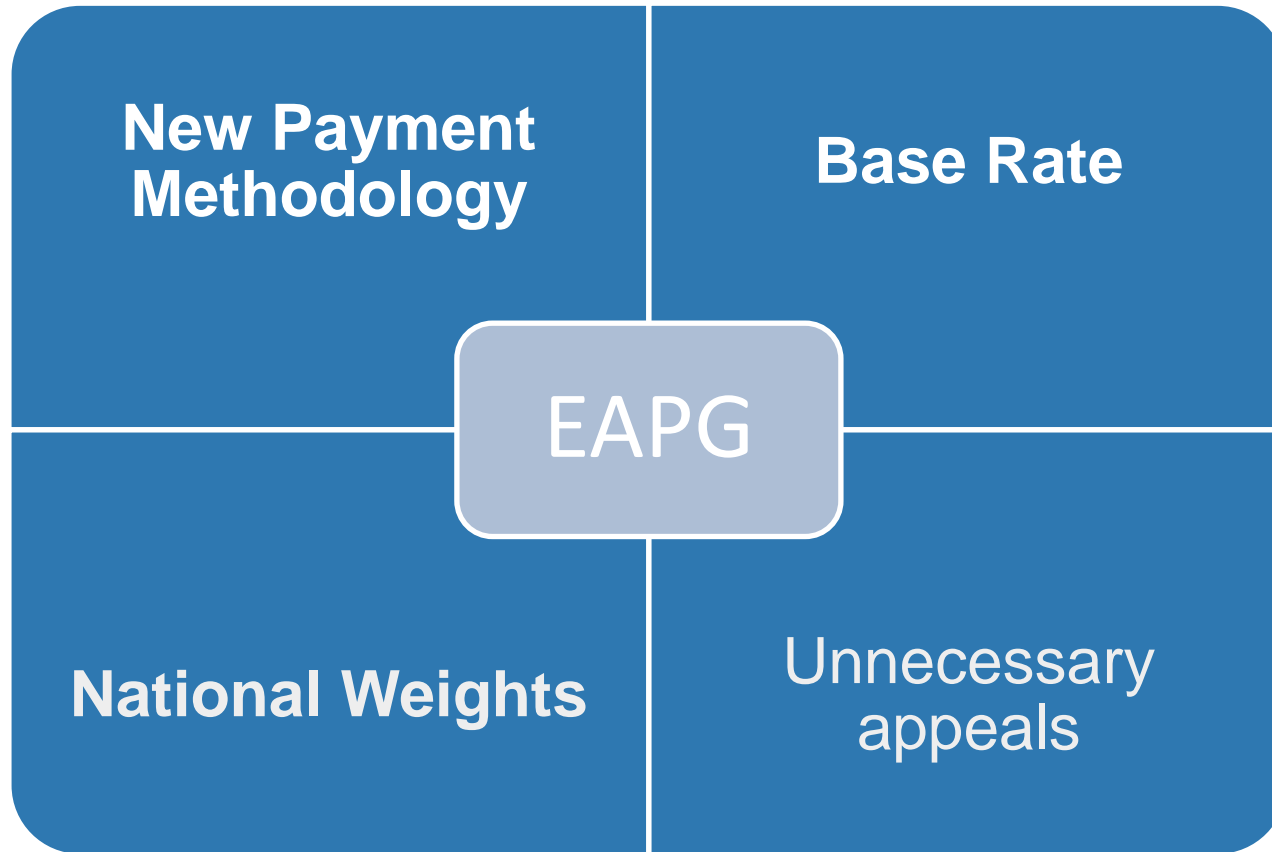 New Payment
Methodology
Base Rate
EAPG
National Weights
Unnecessary
appeals